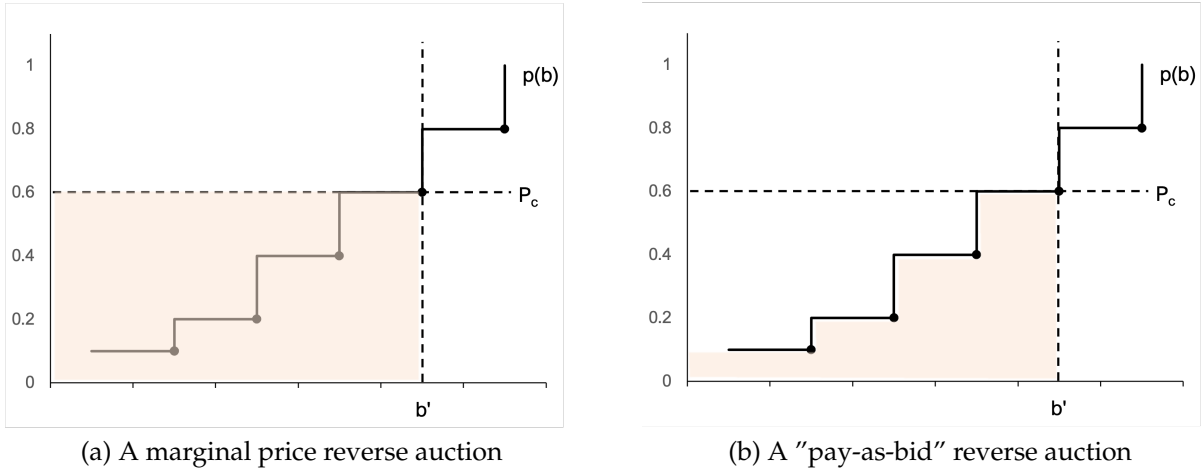 1
p(b)
0.8
0.6
P_c
0.4
0.2
0
b'
(a) A marginal price reverse auction
1
p(b)
0.8
0.6
P_c
0.4
0.2
0
b'
(b) A ”pay-as-bid” reverse auction